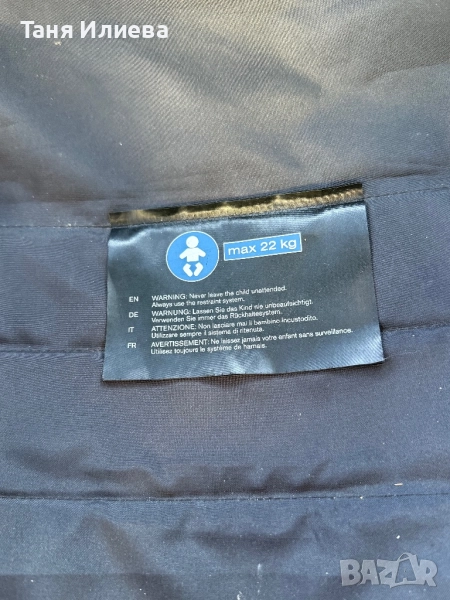 Таня Илиева
max 22 kg
EN WARNING: Never leave the child unattended.
Always use the restraint system.
DE WARNUNG: Lassen Sie das Kind nie unbeaufsichtigt.
Verwenden Sie immer das Rückhaltesystem.
IT ATTENZIONE: Non lasciare mai il bambino incustodito.
Utilizzare sempre il sistema di ritenuta.
FR AVERTISSEMENT: Ne laissez jamais votre enfant sans surveillance.
Utilisez toujours le système de harnais.
BAZAR